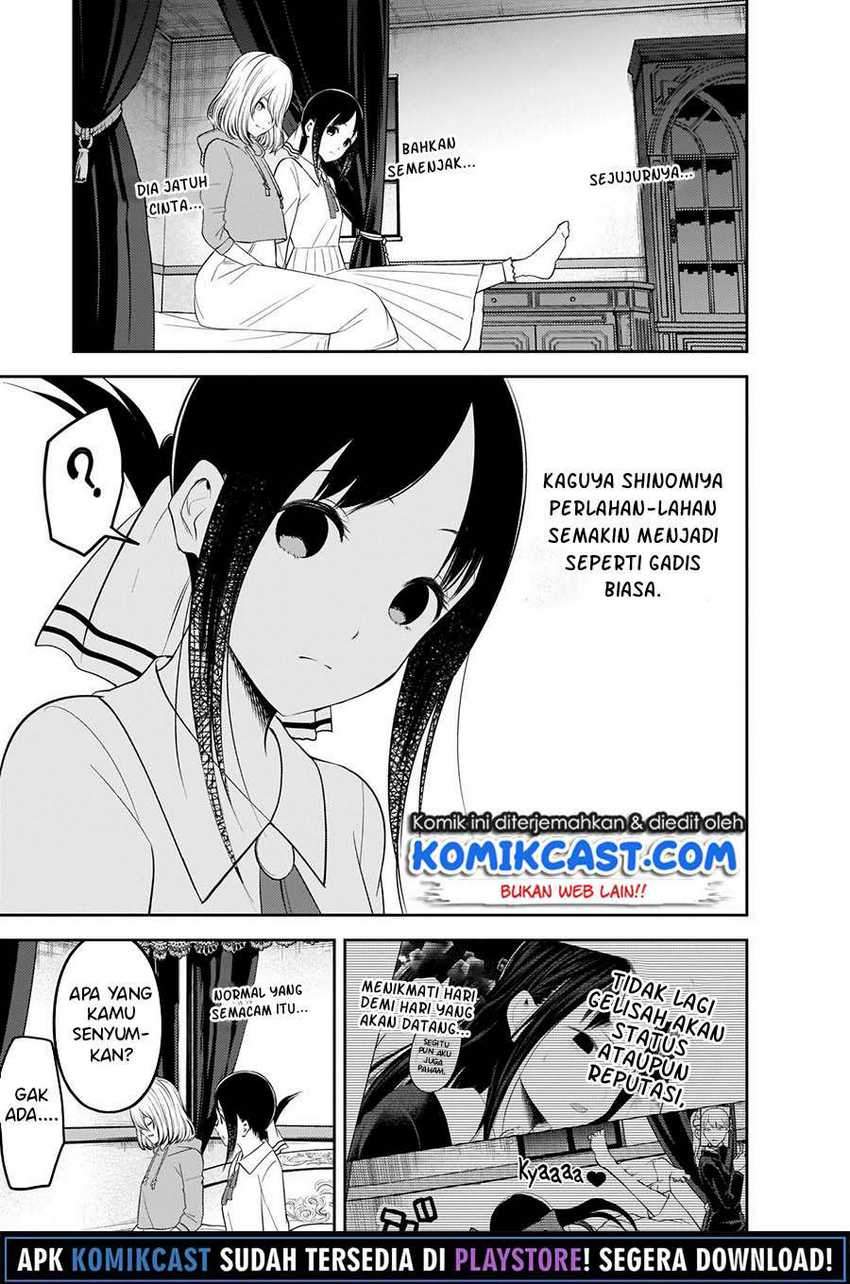 SEJUJURNYA...
BAHKAN
SEMENJAK...
DIA JATUH
CINTA...
?
KAGUYA SHINOMIYA
PERLAHAN-LAHAN
SEMAKIN MENJADI
SEPERTI GADIS
BIASA.
Komik ini diterjemahkan & diedit oleh
KOMIKCAST.COM
BUKAN WEB LAIN!!
TIDAK LAGI
GELISAH AKAN
STATUS
ATAUPUN
REPUTASI,
MENIKMATI HARI
DEMI HARI YANG
AKAN DATANG...
SEGITU
PUN AKU
JUGA
PAHAM.
Kyaaaa
NORMAL YANG
SEMACAM ITU...
APA YANG
KAMU
SENYUM-
KAN?
GAK
ADA....
APK KOMIKCAST SUDAH TERSEDIA DI PLAYSTORE! SEGERA DOWNLOAD!